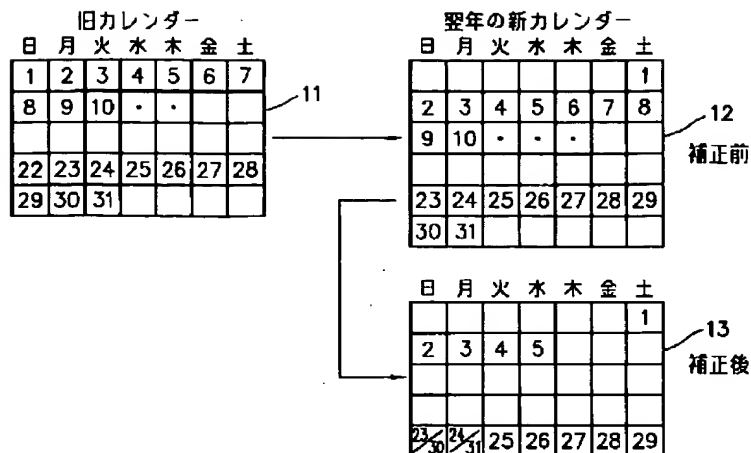 旧カレンダー
日 月 火 水 木 金 土
1 2 3 4 5 6 7
8 9 10 ・ ・
22 23 24 25 26 27 28
29 30 31
11
翌年の新カレンダー
日 月 火 水 木 金 土
1
2 3 4 5 6 7 8
9 10 ・ ・ ・
23 24 25 26 27 28 29
30 31
12
補正前
日 月 火 水 木 金 土
1
2 3 4 5
23/30 24/31 25 26 27 28 29
13
補正後